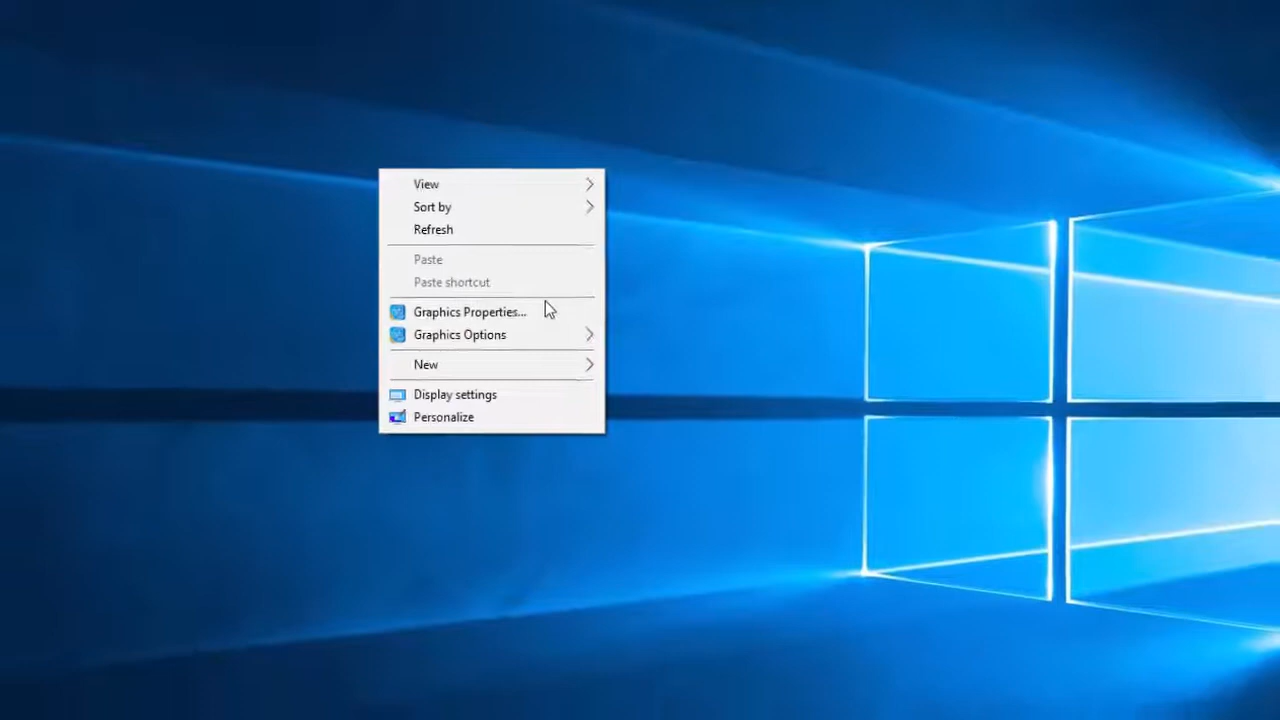 View
Sort by
Refresh
Paste
Paste shortcut
Graphics Properties...
Graphics Options
New
Display settings
Personalize